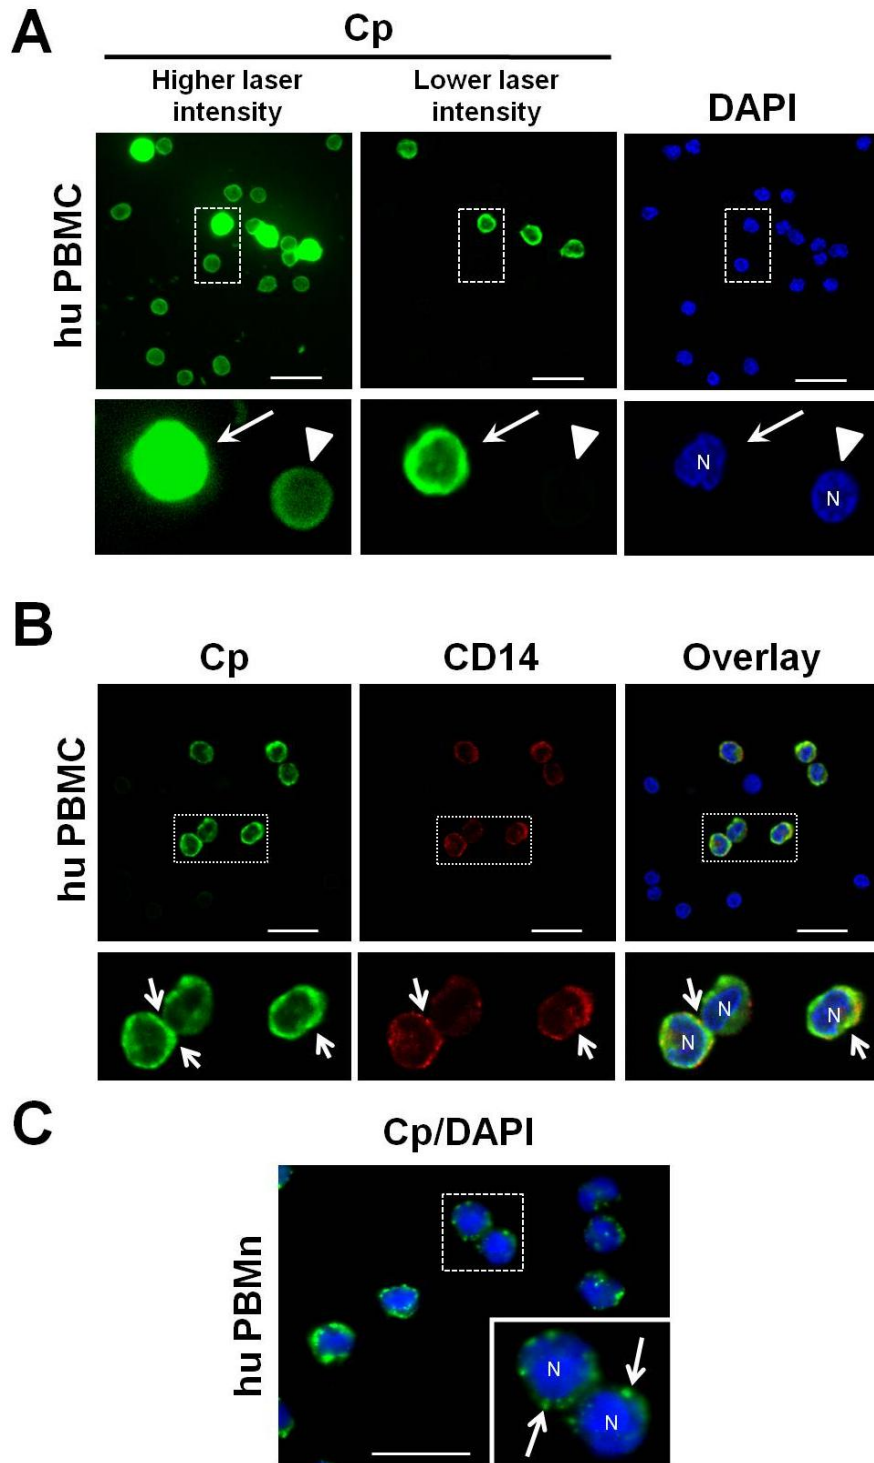 A
Cp
Higher laser
intensity
Lower laser
intensity
DAPI
hu PBMC
N
N
B
Cp
CD14
Overlay
hu PBMC
N
N
N
C
Cp/DAPI
hu PBMn
N
N